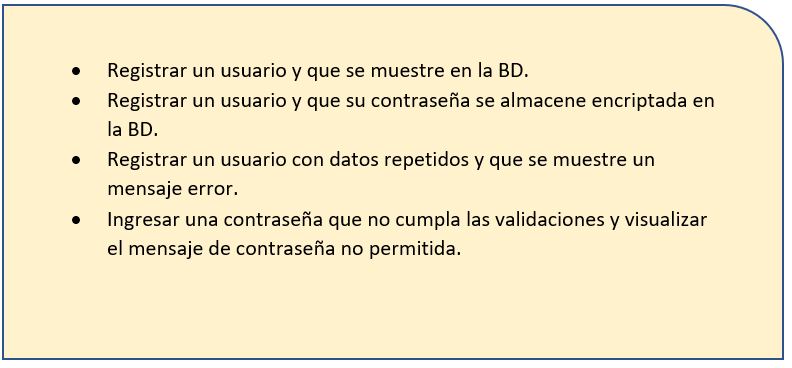 • Registrar un usuario y que se muestre en la BD.
• Registrar un usuario y que su contraseña se almacene encriptada en
la BD.
• Registrar un usuario con datos repetidos y que se muestre un
mensaje error.
• Ingresar una contraseña que no cumpla las validaciones y visualizar
el mensaje de contraseña no permitida.